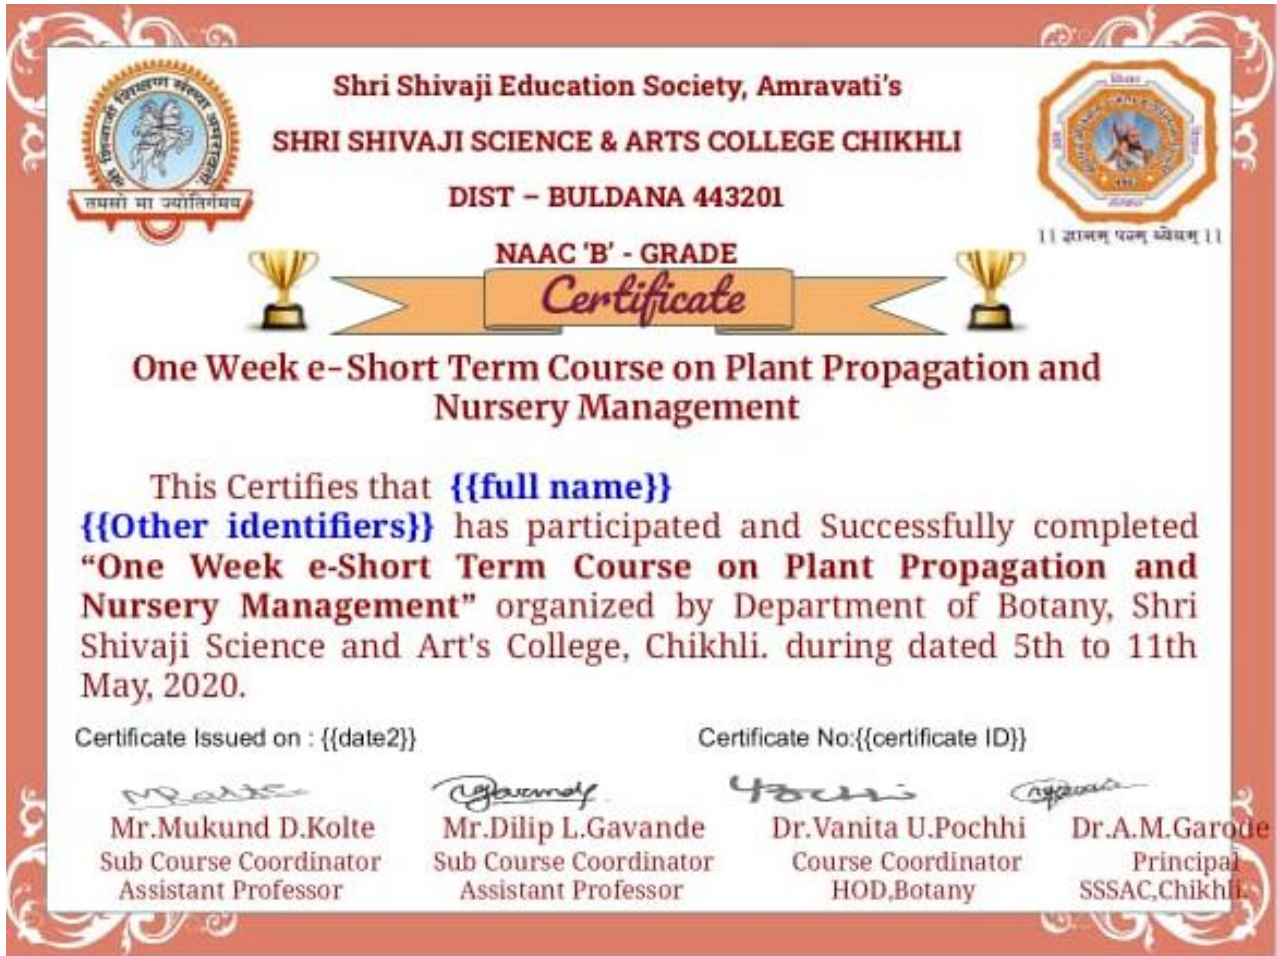 Shri Shivaji Education Society, Amravati's
SHRI SHIVAJI SCIENCE & ARTS COLLEGE CHIKHLI
DIST – BULDANA 443201
NAAC 'B' - GRADE
श्री शिवाजी शिक्षण संस्था अमरावती
तमसो मा ज्योतिर्गमय
Certificate
One Week e-Short Term Course on Plant Propagation and
Nursery Management
This Certifies that {{full name}}
{{Other identifiers}} has participated and Successfully completed
“One Week e-Short Term Course on Plant Propagation and
Nursery Management” organized by Department of Botany, Shri
Shivaji Science and Art's College, Chikhli. during dated 5th to 11th
May, 2020.
Certificate Issued on : {{date2}} Certificate No:{{certificate ID}}
Mr.Mukund D.Kolte Mr.Dilip L.Gavande Dr.Vanita U.Pochhi Dr.A.M.Garode
Sub Course Coordinator Sub Course Coordinator Course Coordinator Principal
Assistant Professor Assistant Professor HOD,Botany SSSAC,Chikhli.